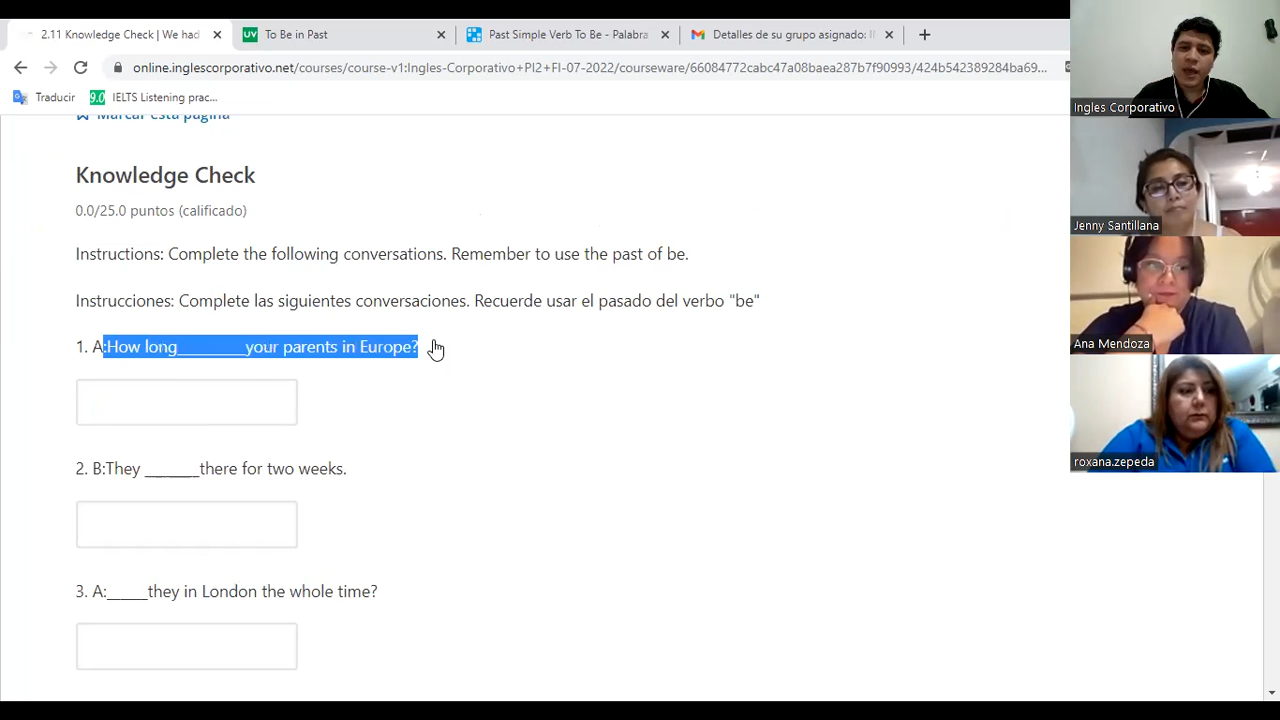 2.11 Knowledge Check | We had
To Be in Past
Past Simple Verb To Be - Palabra
Detalles de su grupo asignado: II
online.inglescorporativo.net/courses/course-v1:Ingles-Corporativo+PI2+FI-07-2022/courseware/66084772cabc47a08baea287b7f90993/424b542389284ba69...
Traducir
9.0 IELTS Listening prac...
Marcar esta página
Knowledge Check
0.0/25.0 puntos (calificado)
Instructions: Complete the following conversations. Remember to use the past of be.
Instrucciones: Complete las siguientes conversaciones. Recuerde usar el pasado del verbo "be"
1. A:How long________your parents in Europe?
2. B:They _______there for two weeks.
3. A:_____they in London the whole time?
Ingles Corporativo
Jenny Santillana
Ana Mendoza
roxana.zepeda